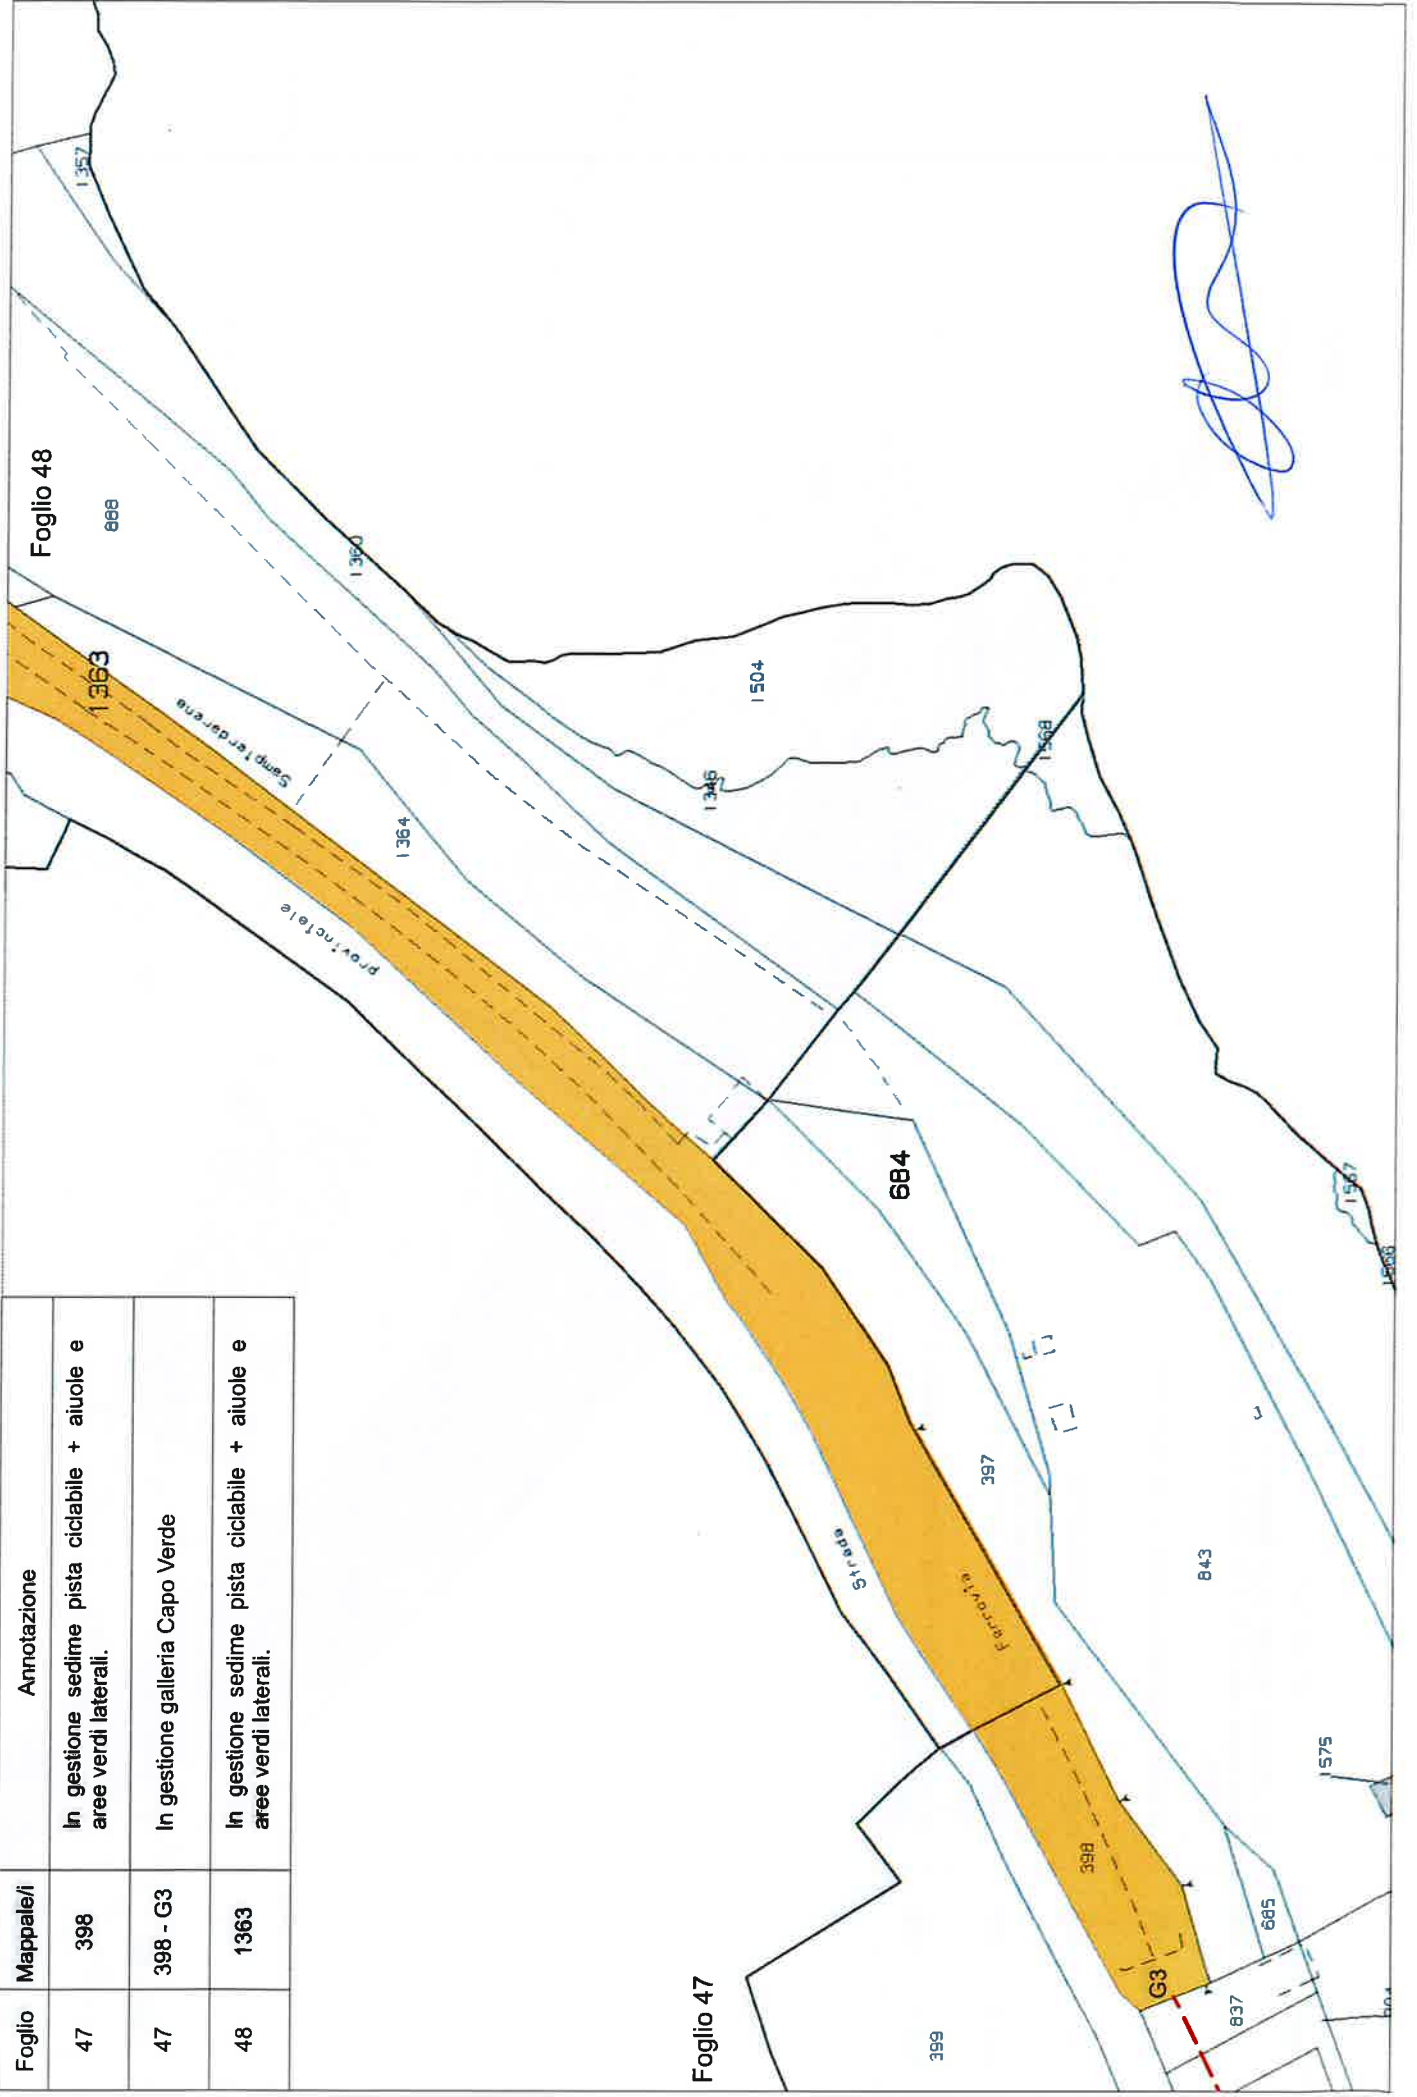 Foglio Mappale/i Annotazione
47 398 In gestione sedime pista ciclabile + aiuole e
aree verdi laterali.
47 398 - G3 In gestione galleria Capo Verde
48 1363 In gestione sedime pista ciclabile + aiuole e
aree verdi laterali.
Foglio 48
1357
888
1363
1360
Sampierdarena
1364
provinciale
1504
1346
1568
684
1567
1566
397
Strada
Ferrovia
843
1575
398
685
G3
837
Foglio 47
399